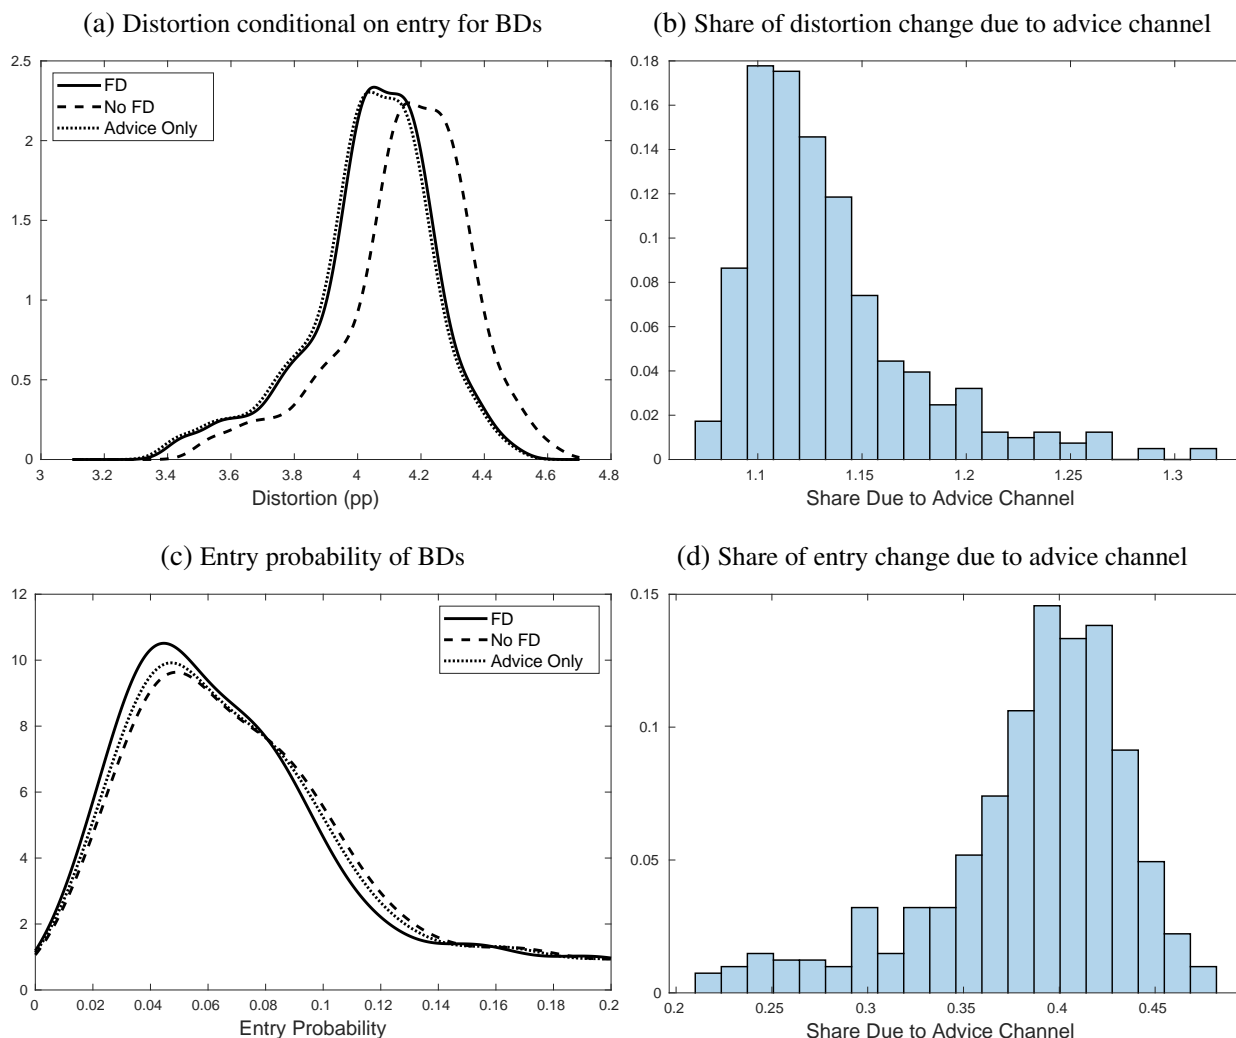 (a) Distortion conditional on entry for BDs
2.5
2
1.5
1
0.5
0
FD
No FD
Advice Only
3 3.2 3.4 3.6 3.8 4 4.2 4.4 4.6 4.8
Distortion (pp)
(b) Share of distortion change due to advice channel
0.18
0.16
0.14
0.12
0.1
0.08
0.06
0.04
0.02
0
1.1 1.15 1.2 1.25 1.3
Share Due to Advice Channel
(c) Entry probability of BDs
12
10
8
6
4
2
0
FD
No FD
Advice Only
0 0.02 0.04 0.06 0.08 0.1 0.12 0.14 0.16 0.18 0.2
Entry Probability
(d) Share of entry change due to advice channel
0.15
0.1
0.05
0
0.2 0.25 0.3 0.35 0.4 0.45
Share Due to Advice Channel